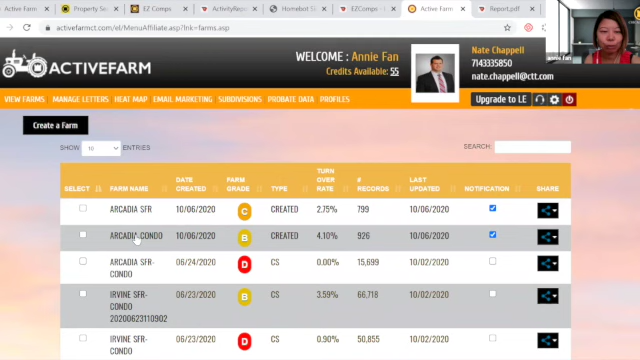 Active Farm
Property So
EZ Comps
ActivityRepo
Homebot Sl
EZComps
Active Farm
Report.pdf
activefarmct.com/el/MenuAffiliate.asp?lnk=farms.asp
ACTIVEFARM
WELCOME : Annie Fan
Credits Available: 55
Nate Chappell
7143335850
nate.chappell@ctt.com
annie Fan
VIEW FARMS MANAGE LETTERS HEAT MAP EMAIL MARKETING SUBDIVISIONS PROBATE DATA PROFILES
Upgrade to LE
Create a Farm
SHOW 10 ENTRIES
SEARCH:
SELECT FARM NAME DATE CREATED FARM GRADE TYPE TURN OVER RATE # RECORDS LAST UPDATED NOTIFICATION SHARE
ARCADIA SFR 10/06/2020 C CREATED 2.75% 799 10/06/2020
ARCADIA-CONDO 10/06/2020 B CREATED 4.10% 926 10/06/2020
ARCADIA SFR-CONDO 06/24/2020 D CS 0.00% 15,699 10/02/2020
IRVINE SFR-CONDO 20200623110902 06/23/2020 B CS 3.59% 66,718 10/02/2020
IRVINE SFR-CONDO 06/23/2020 D CS 0.90% 50,855 10/02/2020